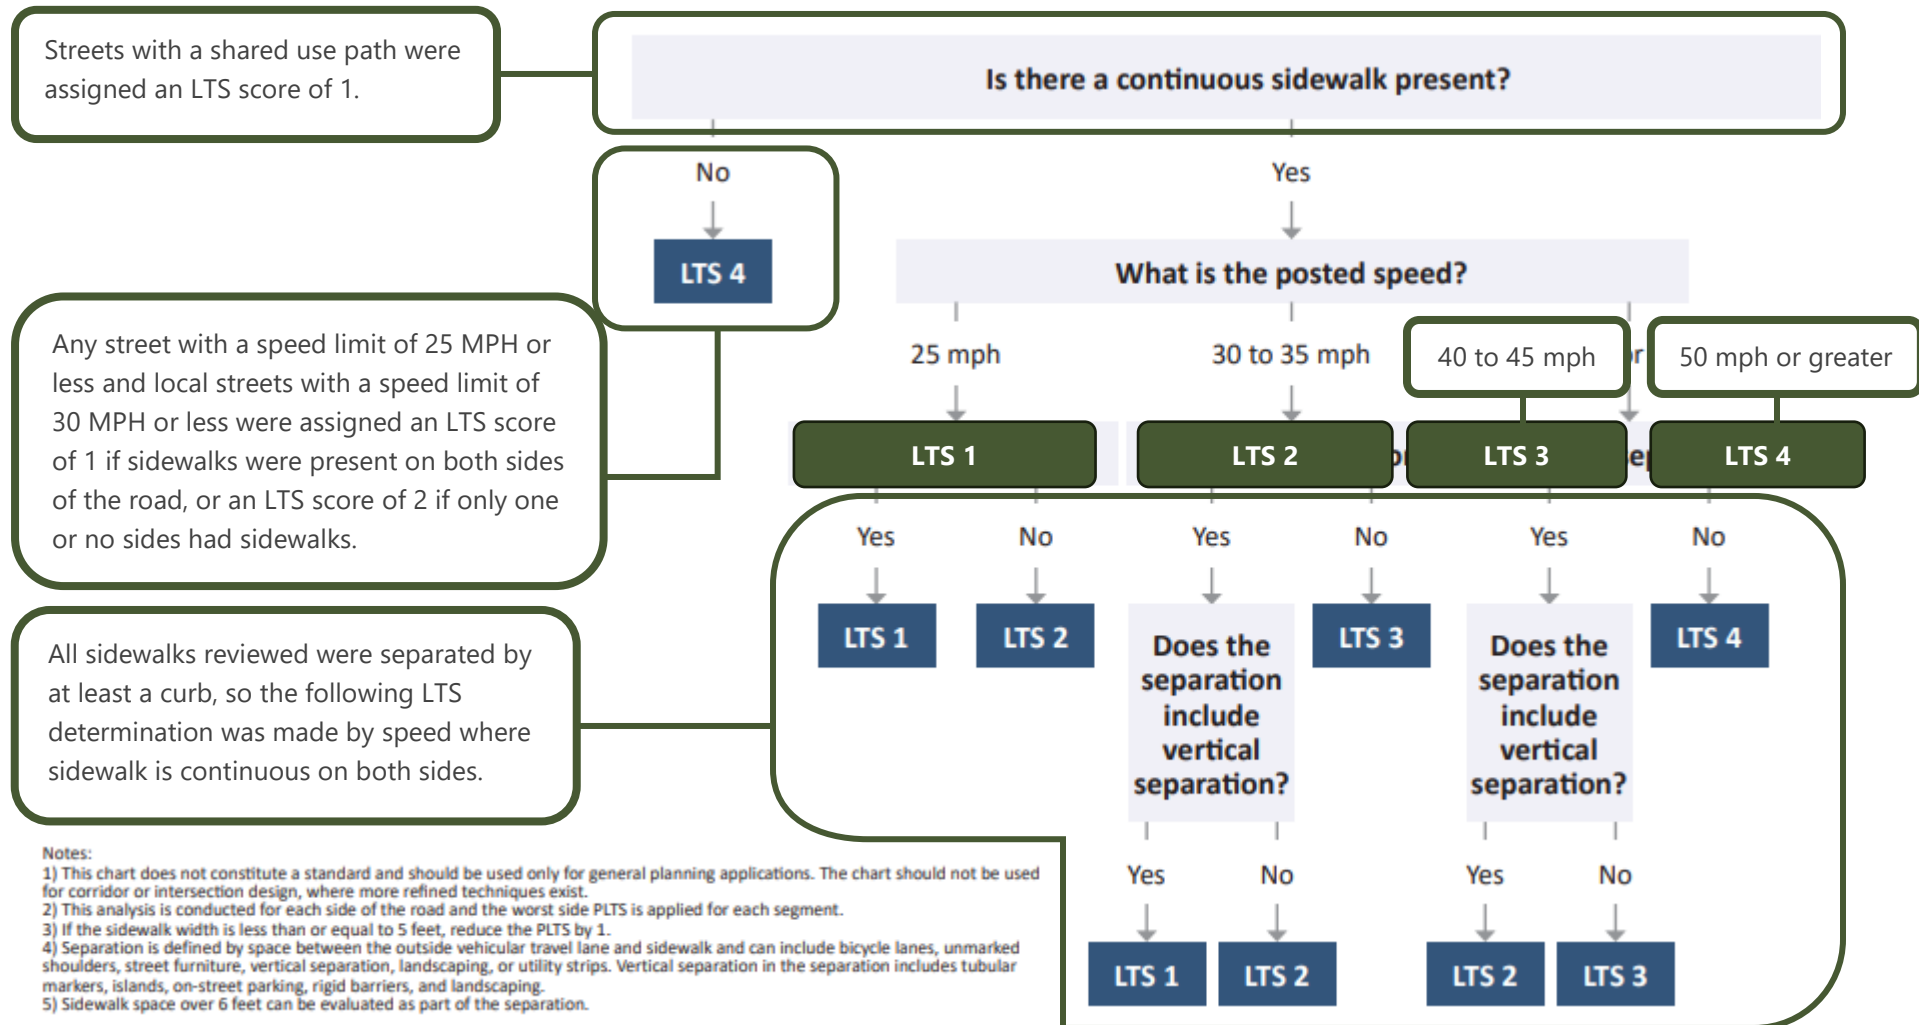 Streets with a shared use path were
assigned an LTS score of 1.
Is there a continuous sidewalk present?
No
Yes
LTS 4
What is the posted speed?
Any street with a speed limit of 25 MPH or
less and local streets with a speed limit of
30 MPH or less were assigned an LTS score
of 1 if sidewalks were present on both sides
of the road, or an LTS score of 2 if only one
or no sides had sidewalks.
25 mph
30 to 35 mph
40 to 45 mph
50 mph or greater
LTS 1
LTS 2
LTS 3
LTS 4
Yes
No
Yes
No
Yes
No
LTS 1
LTS 2
Does the
separation
include
vertical
separation?
LTS 3
Does the
separation
include
vertical
separation?
LTS 4
All sidewalks reviewed were separated by
at least a curb, so the following LTS
determination was made by speed where
sidewalk is continuous on both sides.
Yes
No
Yes
No
LTS 1
LTS 2
LTS 2
LTS 3
Notes:
1) This chart does not constitute a standard and should be used only for general planning applications. The chart should not be used
for corridor or intersection design, where more refined techniques exist.
2) This analysis is conducted for each side of the road and the worst side PLTS is applied for each segment.
3) If the sidewalk width is less than or equal to 5 feet, reduce the PLTS by 1.
4) Separation is defined by space between the outside vehicular travel lane and sidewalk and can include bicycle lanes, unmarked
shoulders, street furniture, vertical separation, landscaping, or utility strips. Vertical separation in the separation includes tubular
markers, islands, on-street parking, rigid barriers, and landscaping.
5) Sidewalk space over 6 feet can be evaluated as part of the separation.